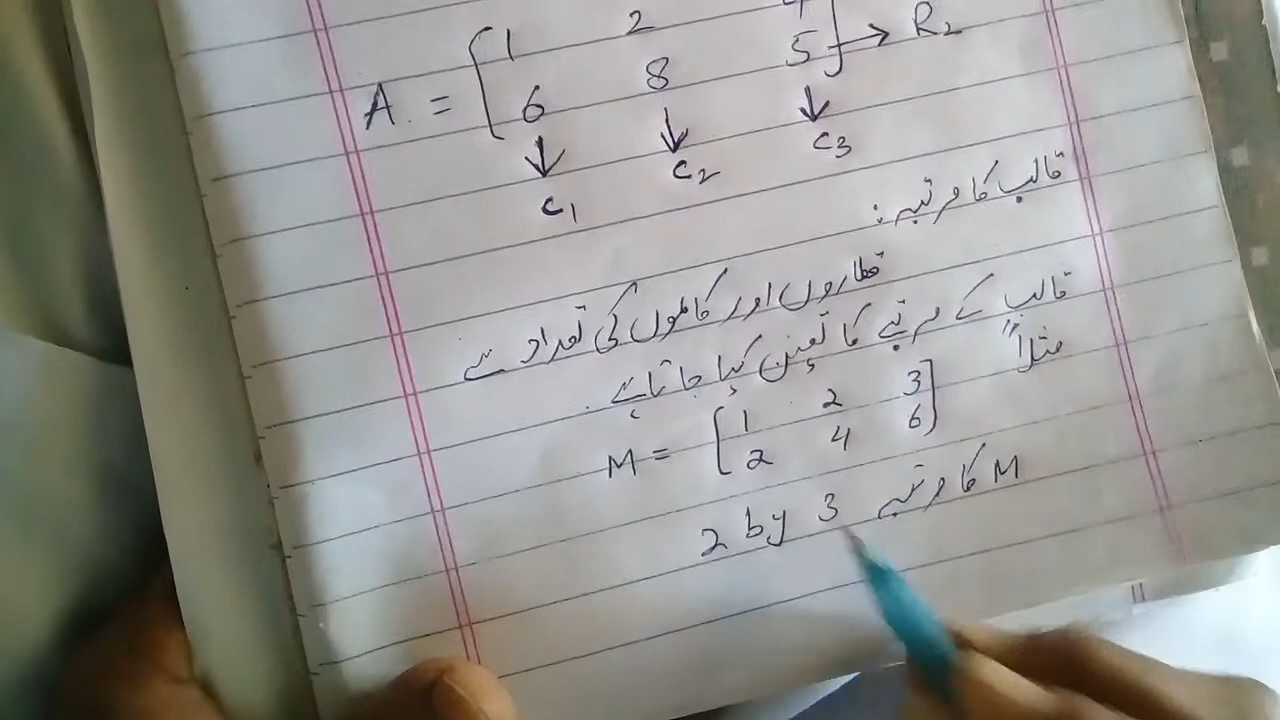 A = [ 1 2 4 ]
6 8 5 → R₂
↓ ↓ ↓
C₁ C₂ C₃
قالب کا مرتبہ:
قطاروں اور کالموں کی تعداد سے
قالب کے مرتبے کا تعین کیا جاتا ہے۔
مثلاً
M = [ 1 2 3 ]
2 4 6
M کا مرتبہ 2 by 3